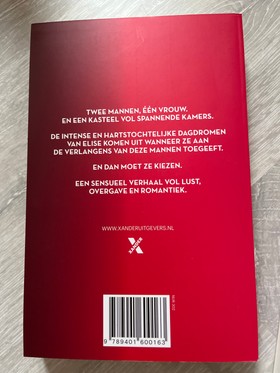 TWEE MANNEN, ÉÉN VROUW.
EN EEN KASTEEL VOL SPANNENDE KAMERS.
DE INTENSE EN HARTSTOCHTELIJKE DAGDROMEN
VAN ELISE KOMEN UIT WANNEER ZE AAN
DE VERLANGENS VAN DEZE MANNEN TOEGEEFT.
EN DAN MOET ZE KIEZEN.
EEN SENSUEEL VERHAAL VOL LUST,
OVERGAVE EN ROMANTIEK.
WWW.XANDERUITGEVERS.NL
X
9 789401 600163